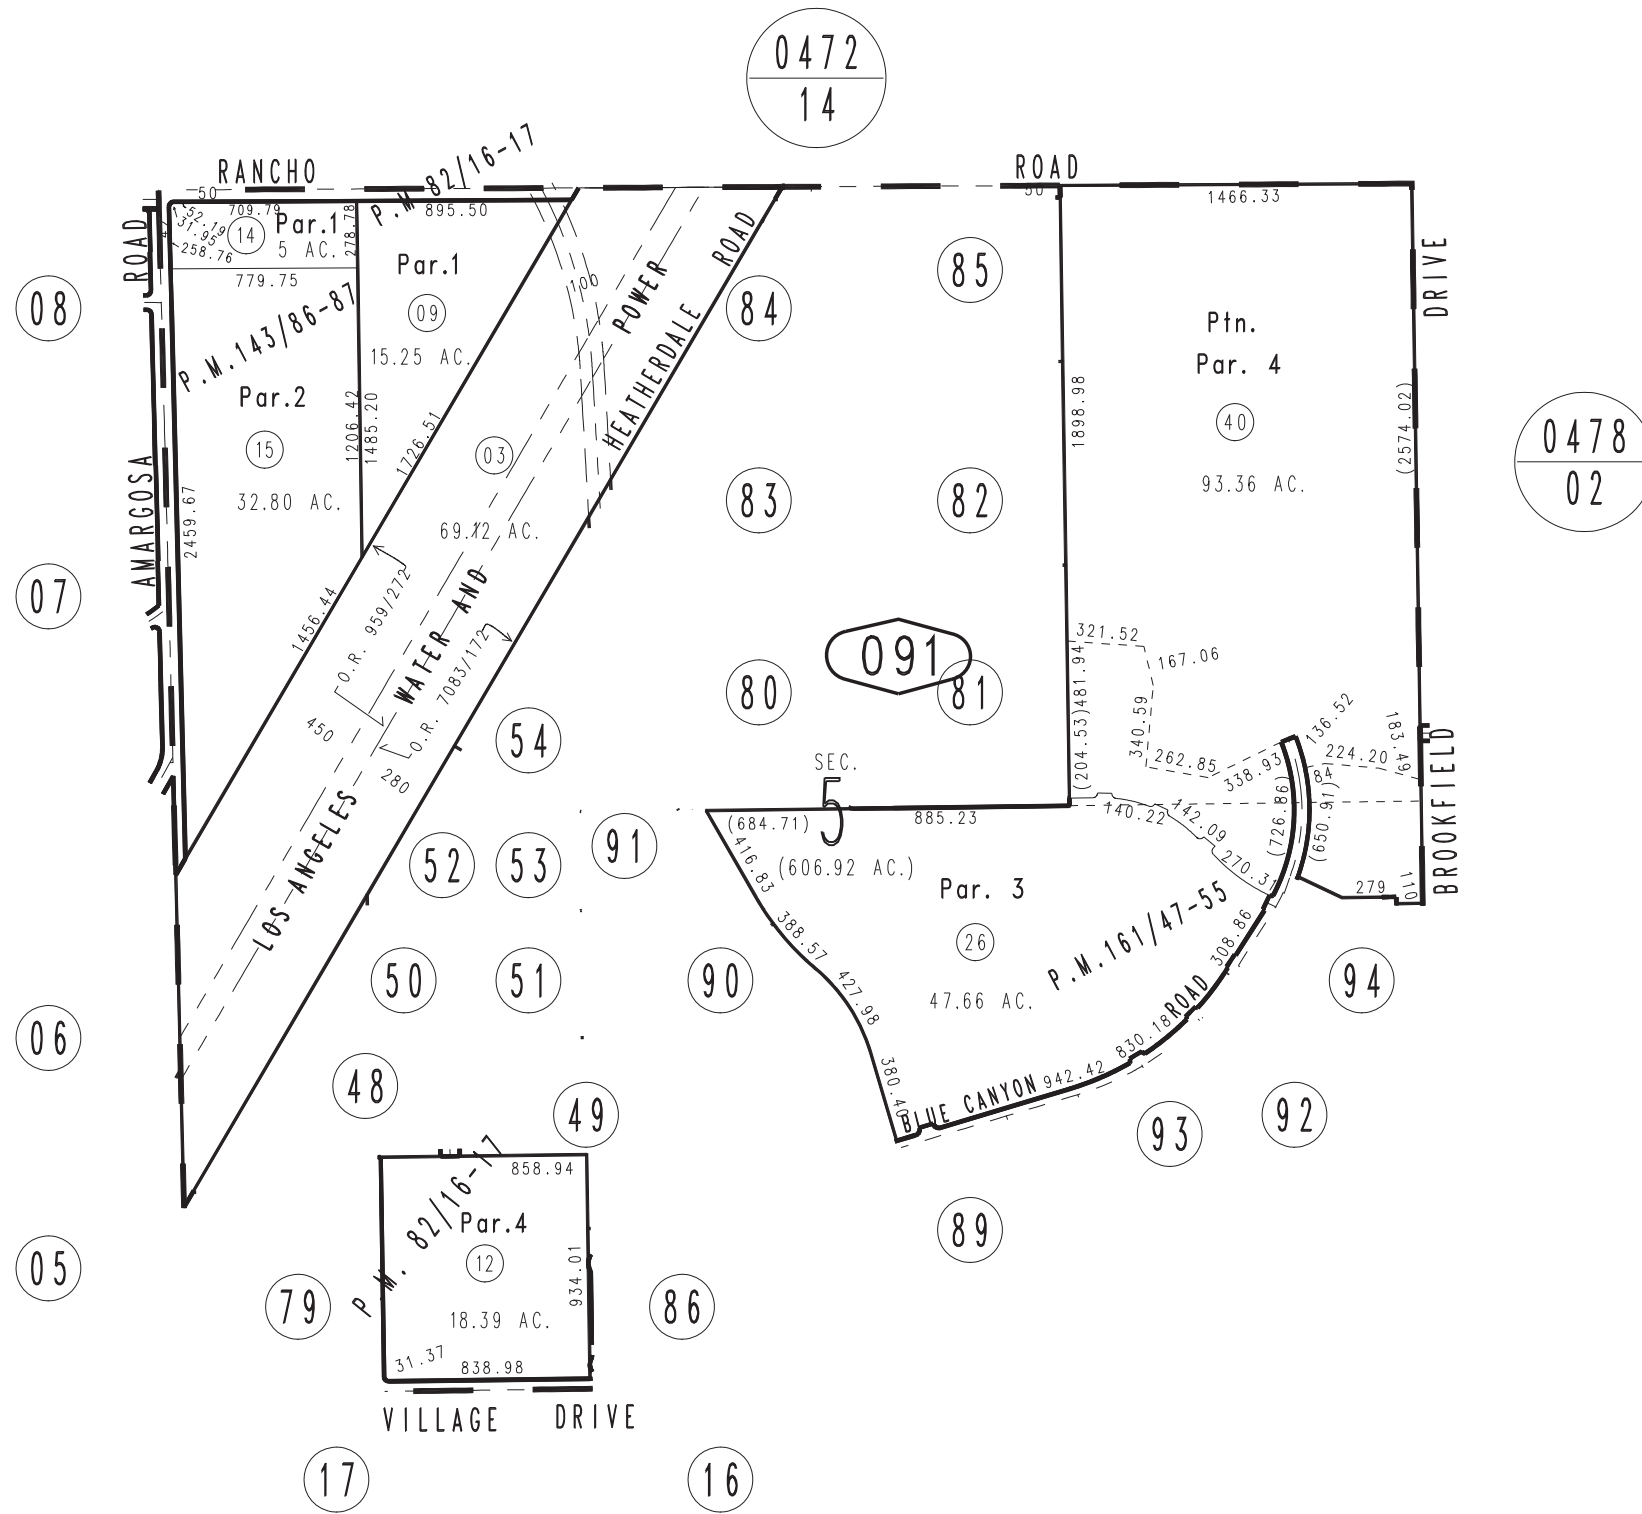 0472
14
RANCHO
ROAD
P.M. 82/16-17
50
709.79
52.19
31.95
258.76
14
Par.1
5 AC.
278.78
895.50
50
1466.33
779.75
ROAD
AMARGOSA
P.M.143/86-87
Par.1
09
15.25 AC.
Par.2
15
32.80 AC.
1206.42
1485.20
1726.51
2459.67
1456.44
100
POWER
HEATHERDALE
ROAD
03
69.12 AC.
O.R. 959/272
O.R. 7083/172
WATER AND
LOS ANGELES
450
280
08
07
06
05
84
85
83
82
80
81
091
Ptn.
Par. 4
40
93.36 AC.
1898.98
(2574.02)
DRIVE
BROOKFIELD
0478
02
321.52
167.06
481.94
(204.53)
340.59
262.85
338.93
136.52
183.49
224.20
84
(726.86)
(650.91)
140.22
142.09
270.31
279
110
SEC.
5
(684.71)
885.23
(606.92 AC.)
Par. 3
26
47.66 AC.
P.M.161/47-55
416.83
388.57
427.98
380.40
308.86
830.18
942.42
BLUE CANYON
ROAD
54
52
53
91
50
51
90
94
48
49
93
92
89
P.M. 82/16-17
858.94
Par.4
12
18.39 AC.
934.01
31.37
838.98
79
86
VILLAGE DRIVE
17
16